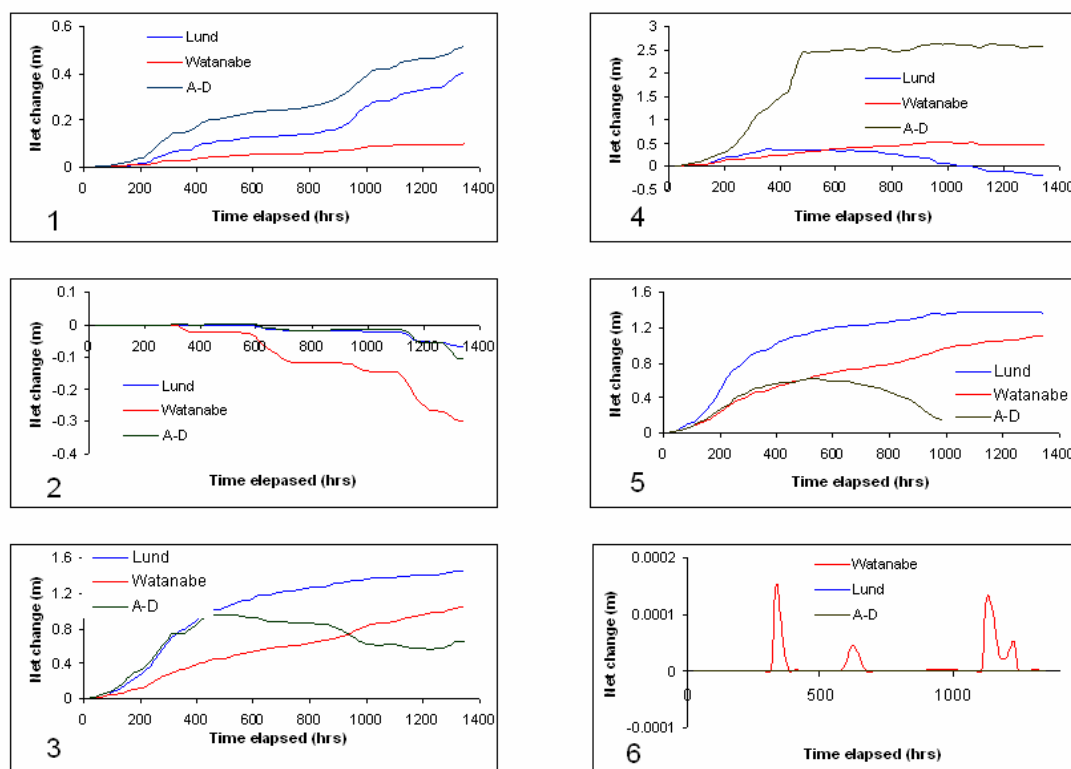 0.6
Lund
Watanabe
A-D
0.4
0.2
0
0 200 400 600 800 1000 1200 1400
Net change (m)
Time elapsed (hrs)
1
3
2.5
2
1.5
1
0.5
0
-0.5
Lund
Watanabe
A-D
0 200 400 600 800 1000 1200 1400
Net change (m)
Time elapsed (hrs)
4
0.1
0
-0.1
-0.2
-0.3
-0.4
0 200 400 600 800 1000 1200 1400
Lund
Watanabe
A-D
Net change (m)
Time elepased (hrs)
2
1.6
1.2
0.8
0.4
0
Lund
Watanabe
A-D
0 200 400 600 800 1000 1200 1400
Net change (m)
Time elapsed (hrs)
5
1.6
1.2
0.8
0.4
0
Lund
Watanabe
A-D
0 200 400 600 800 1000 1200 1400
Net change (m)
Time elapsed (hrs)
3
0.0002
0.0001
0
-0.0001
Watanabe
Lund
A-D
0 500 1000
Net change (m)
Time elapsed (hrs)
6